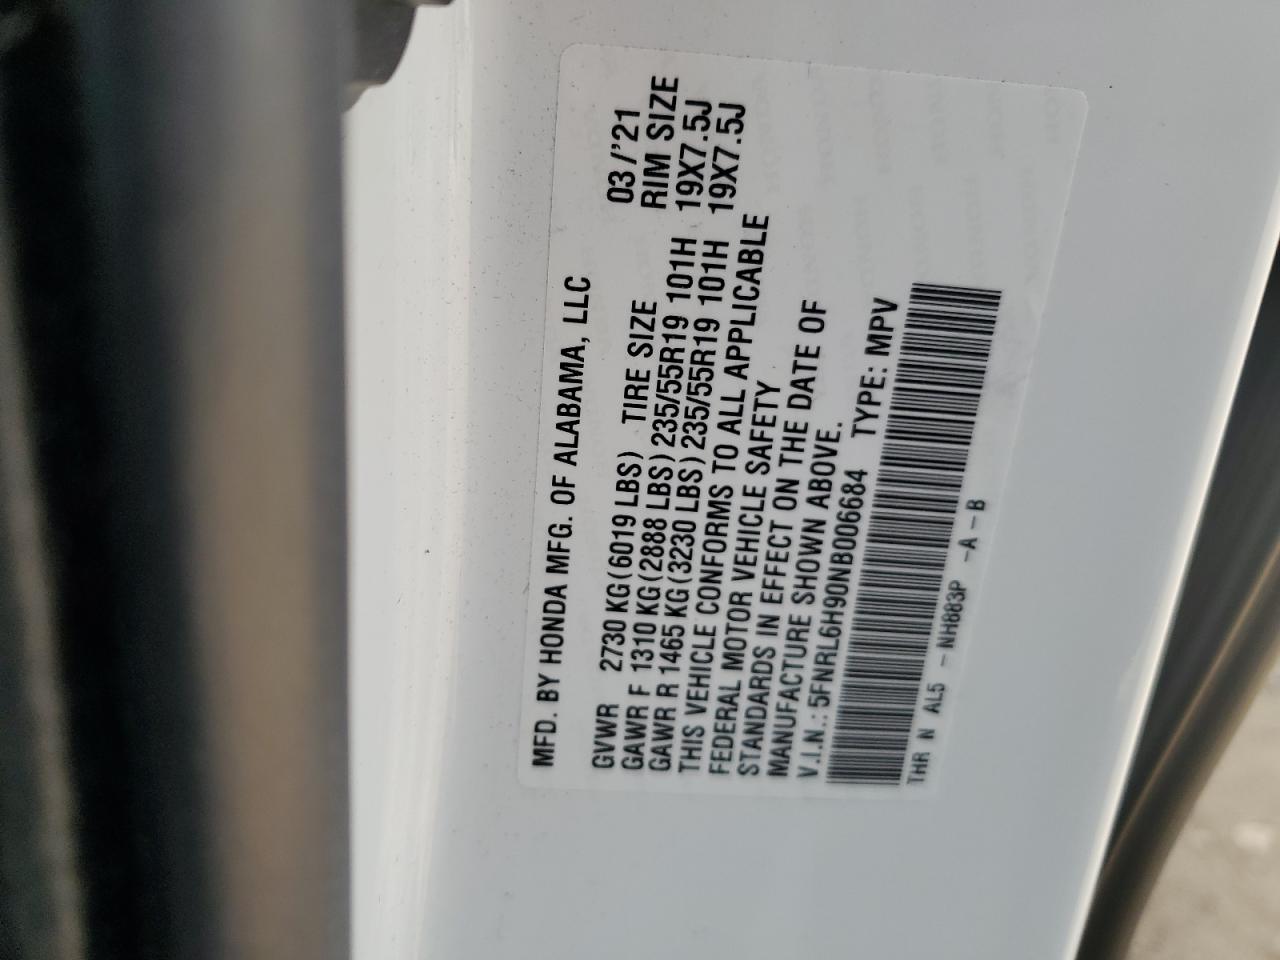 MFD. BY HONDA MFG. OF ALABAMA, LLC
03/'21
GVWR 2730 KG(6019 LBS) TIRE SIZE RIM SIZE
GAWR F 1310 KG(2888 LBS) 235/55R19 101H 19X7.5J
GAWR R 1465 KG(3230 LBS) 235/55R19 101H 19X7.5J
THIS VEHICLE CONFORMS TO ALL APPLICABLE
FEDERAL MOTOR VEHICLE SAFETY
STANDARDS IN EFFECT ON THE DATE OF
MANUFACTURE SHOWN ABOVE.
V.I.N.: 5FNRL6H90NB006684 TYPE: MPV
THR N AL5 - NH883P -A-B